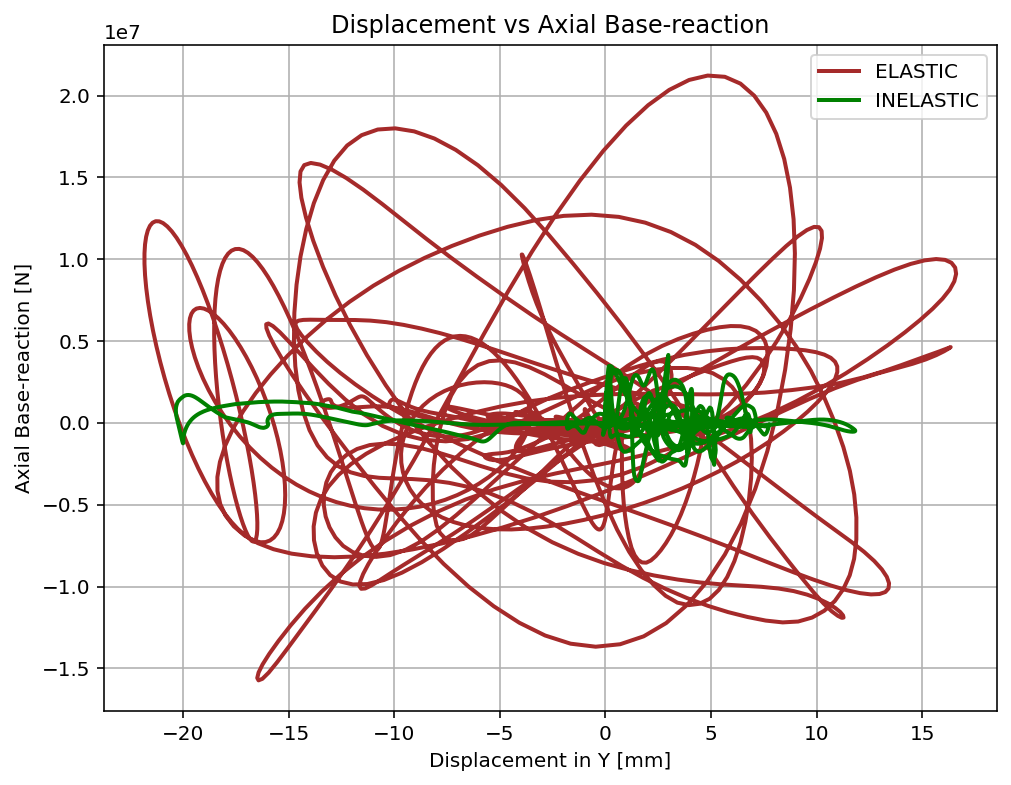 Displacement vs Axial Base-reaction
1e7
ELASTIC
INELASTIC
2.0
1.5
1.0
0.5
0.0
−0.5
−1.0
−1.5
Axial Base-reaction [N]
−20 −15 −10 −5 0 5 10 15
Displacement in Y [mm]